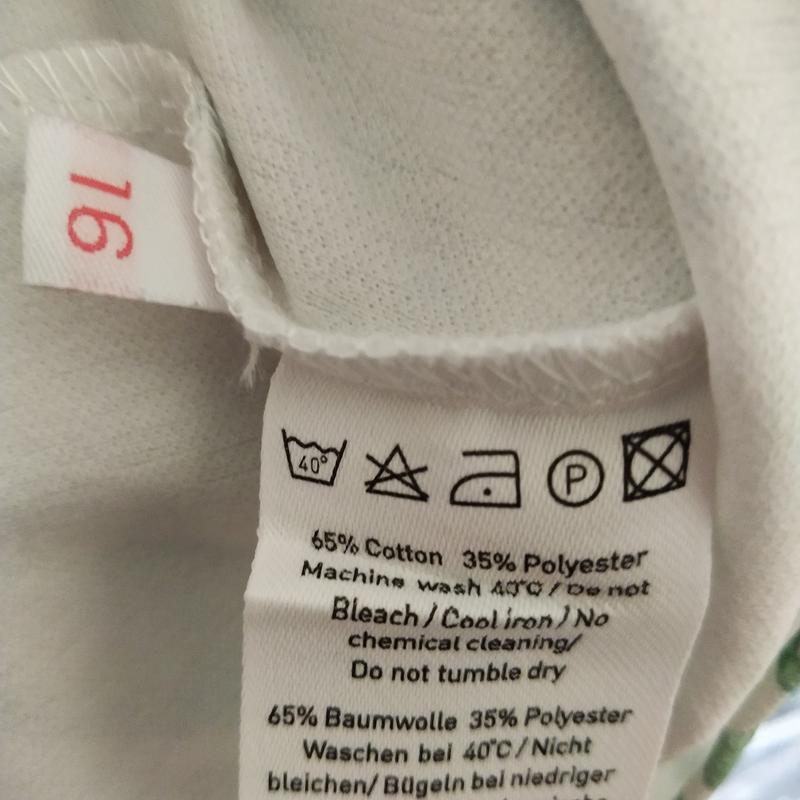 16
40°
P
65% Cotton 35% Polyester
Machine wash 40°C / Do not
Bleach / Cool iron / No
chemical cleaning/
Do not tumble dry
65% Baumwolle 35% Polyester
Waschen bei 40°C / Nicht
bleichen/ Bügeln bei niedriger